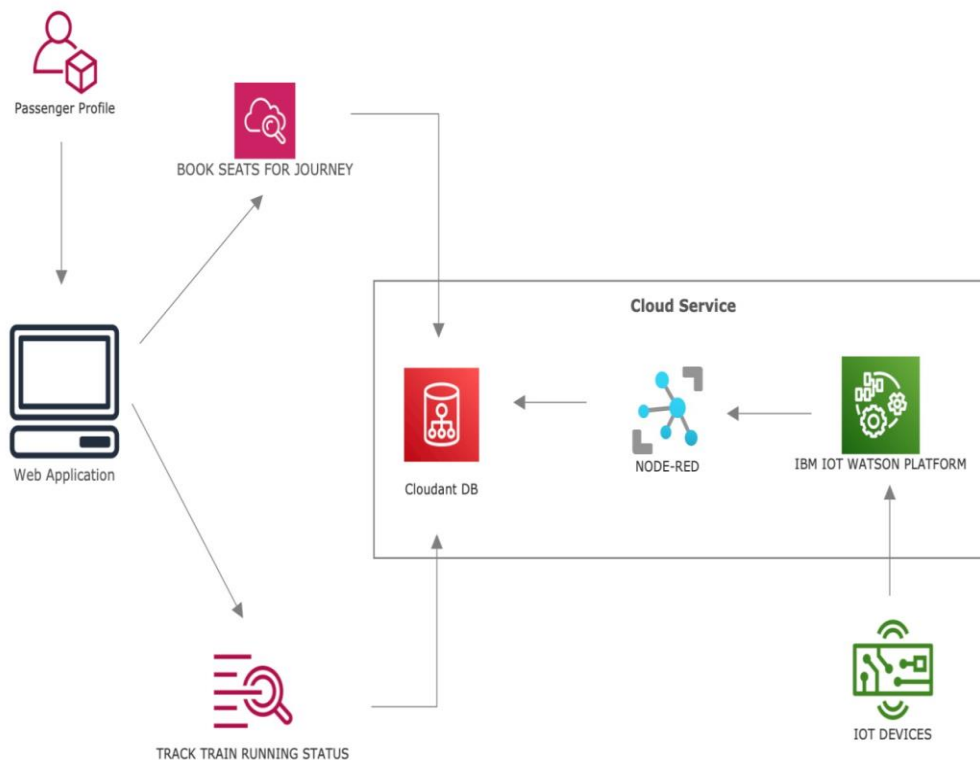 Passenger Profile
BOOK SEATS FOR JOURNEY
Cloud Service
Web Application
Cloudant DB
NODE-RED
IBM IOT WATSON PLATFORM
TRACK TRAIN RUNNING STATUS
IOT DEVICES